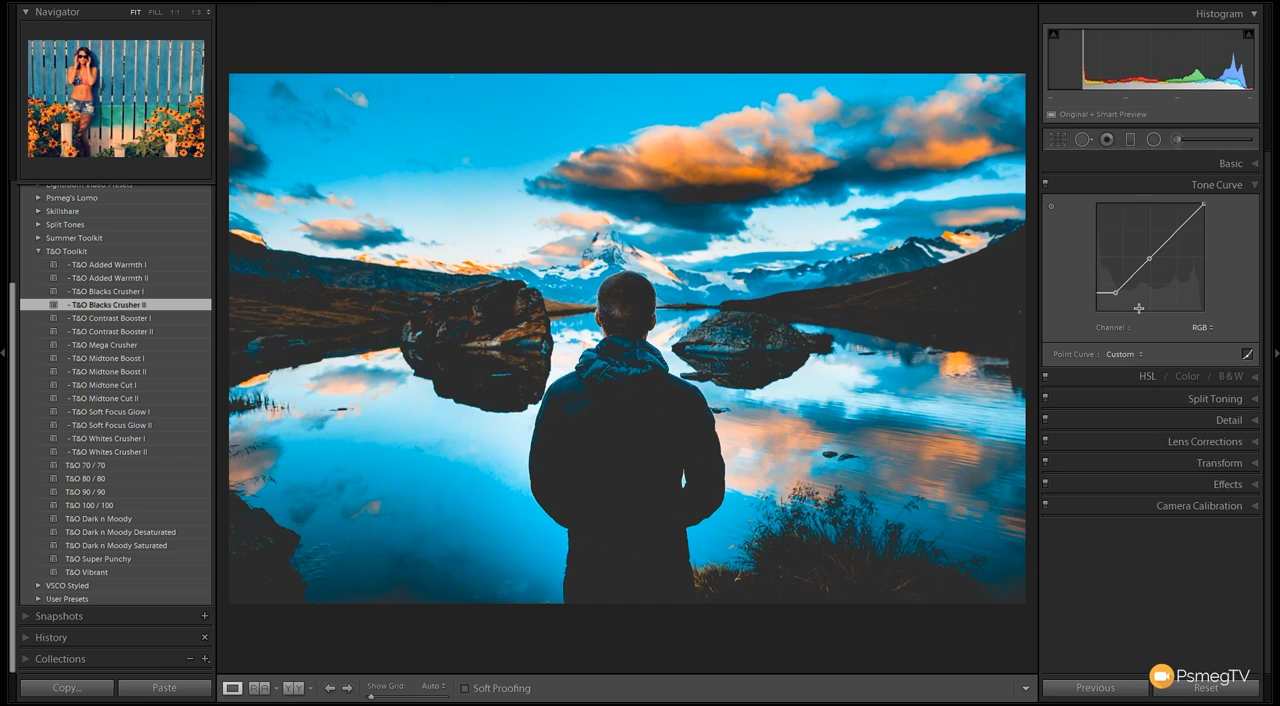 Navigator
FIT FILL 1:1 1:3
Lightroom Video Presets
Psmeg's Lomo
Skillshare
Split Tones
Summer Toolkit
T&O Toolkit
- T&O Added Warmth I
- T&O Added Warmth II
- T&O Blacks Crusher I
- T&O Blacks Crusher II
- T&O Contrast Booster I
- T&O Contrast Booster II
- T&O Mega Crusher
- T&O Midtone Boost I
- T&O Midtone Boost II
- T&O Midtone Cut I
- T&O Midtone Cut II
- T&O Soft Focus Glow I
- T&O Soft Focus Glow II
- T&O Whites Crusher I
- T&O Whites Crusher II
T&O 70 / 70
T&O 80 / 80
T&O 90 / 90
T&O 100 / 100
T&O Dark n Moody
T&O Dark n Moody Desaturated
T&O Dark n Moody Saturated
T&O Super Punchy
T&O Vibrant
VSCO Styled
User Presets
Snapshots +
History ×
Collections − +
Copy... Paste
Show Grid: Auto Soft Proofing
Histogram
Original + Smart Preview
Basic
Tone Curve
Channel : RGB
Point Curve : Custom
HSL / Color / B & W
Split Toning
Detail
Lens Corrections
Transform
Effects
Camera Calibration
PsmegTV
Previous Reset